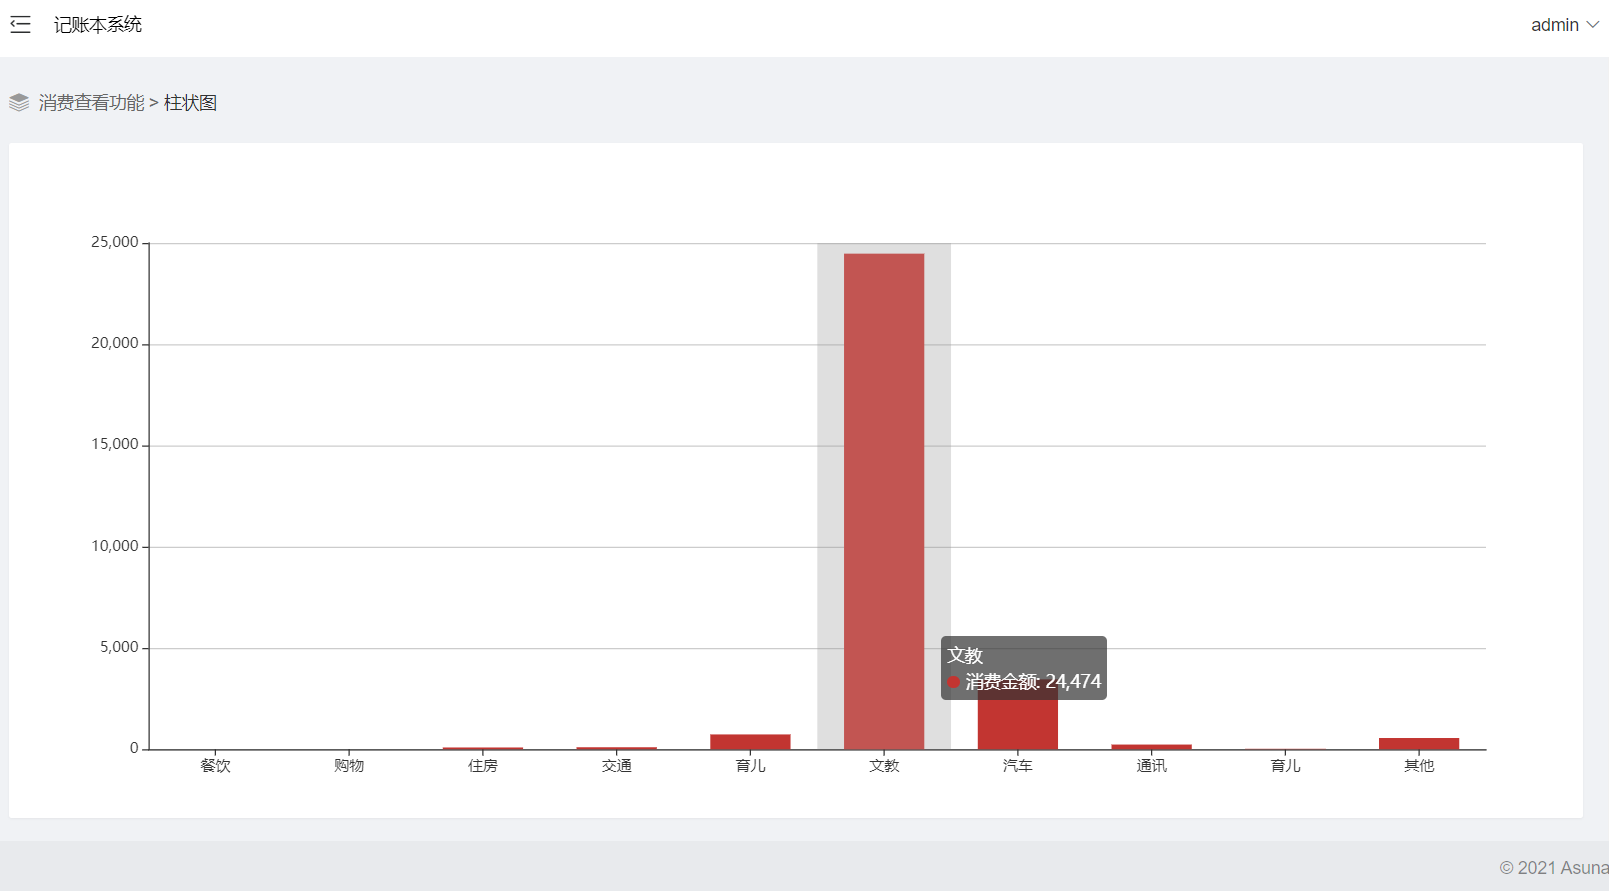 记账本系统
admin
消费查看功能 > 柱状图
25,000
20,000
15,000
10,000
5,000
0
文教
消费金额: 24,474
餐饮 购物 住房 交通 育儿 文教 汽车 通讯 育儿 其他
© 2021 Asuna